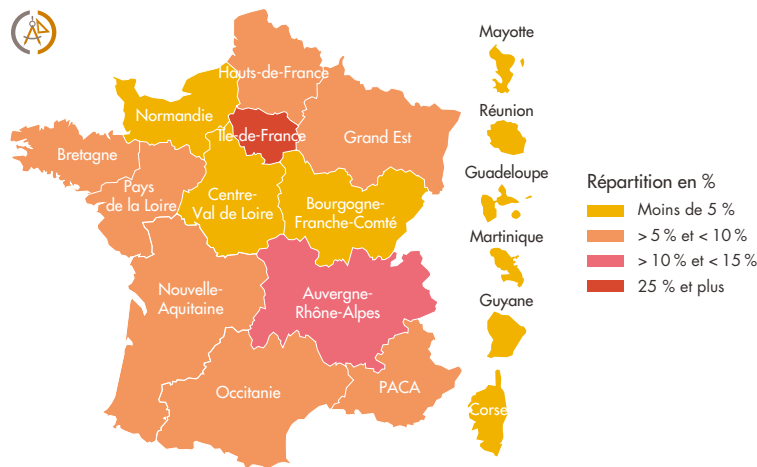 Mayotte
Hauts-de-France
Normandie
Île-de-France
Réunion
Grand Est
Bretagne
Guadeloupe
Pays
de la Loire
Centre-
Val de Loire
Bourgogne-
Franche-Comté
Martinique
Nouvelle-
Aquitaine
Auvergne-
Rhône-Alpes
Guyane
Occitanie
PACA
Corse
Répartition en %
Moins de 5 %
> 5 % et < 10 %
> 10 % et < 15 %
25 % et plus